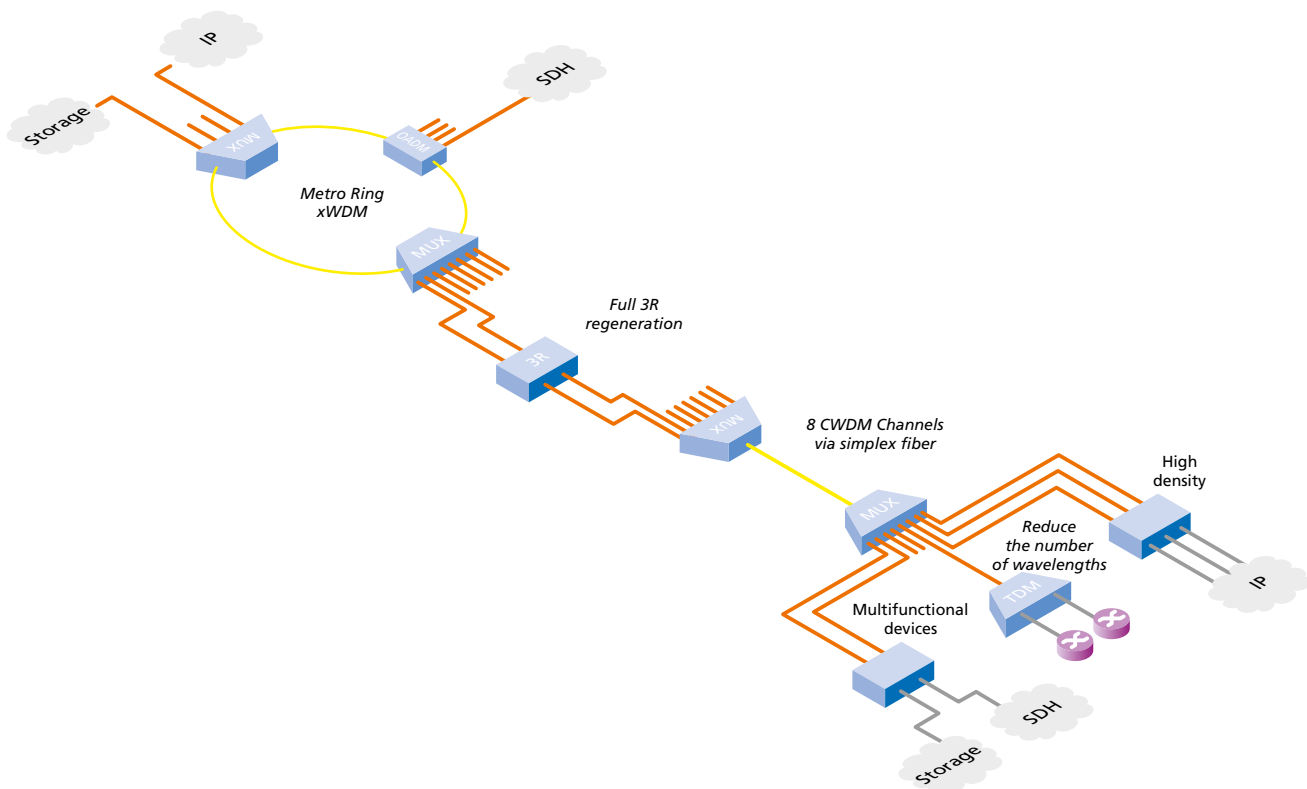 IP
SDH
Storage
MUX
OADM
Metro Ring
xWDM
MUX
Full 3R
regeneration
3R
MUX
8 CWDM Channels
via simplex fiber
High
density
MUX
Reduce
the number
of wavelengths
IP
TDM
Multifunctional
devices
SDH
Storage